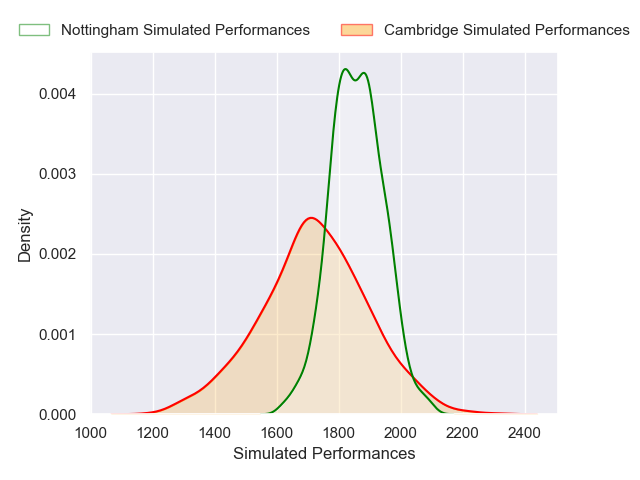 Nottingham Simulated Performances
Cambridge Simulated Performances
0.004
0.003
0.002
0.001
0.000
Density
1000 1200 1400 1600 1800 2000 2200 2400
Simulated Performances